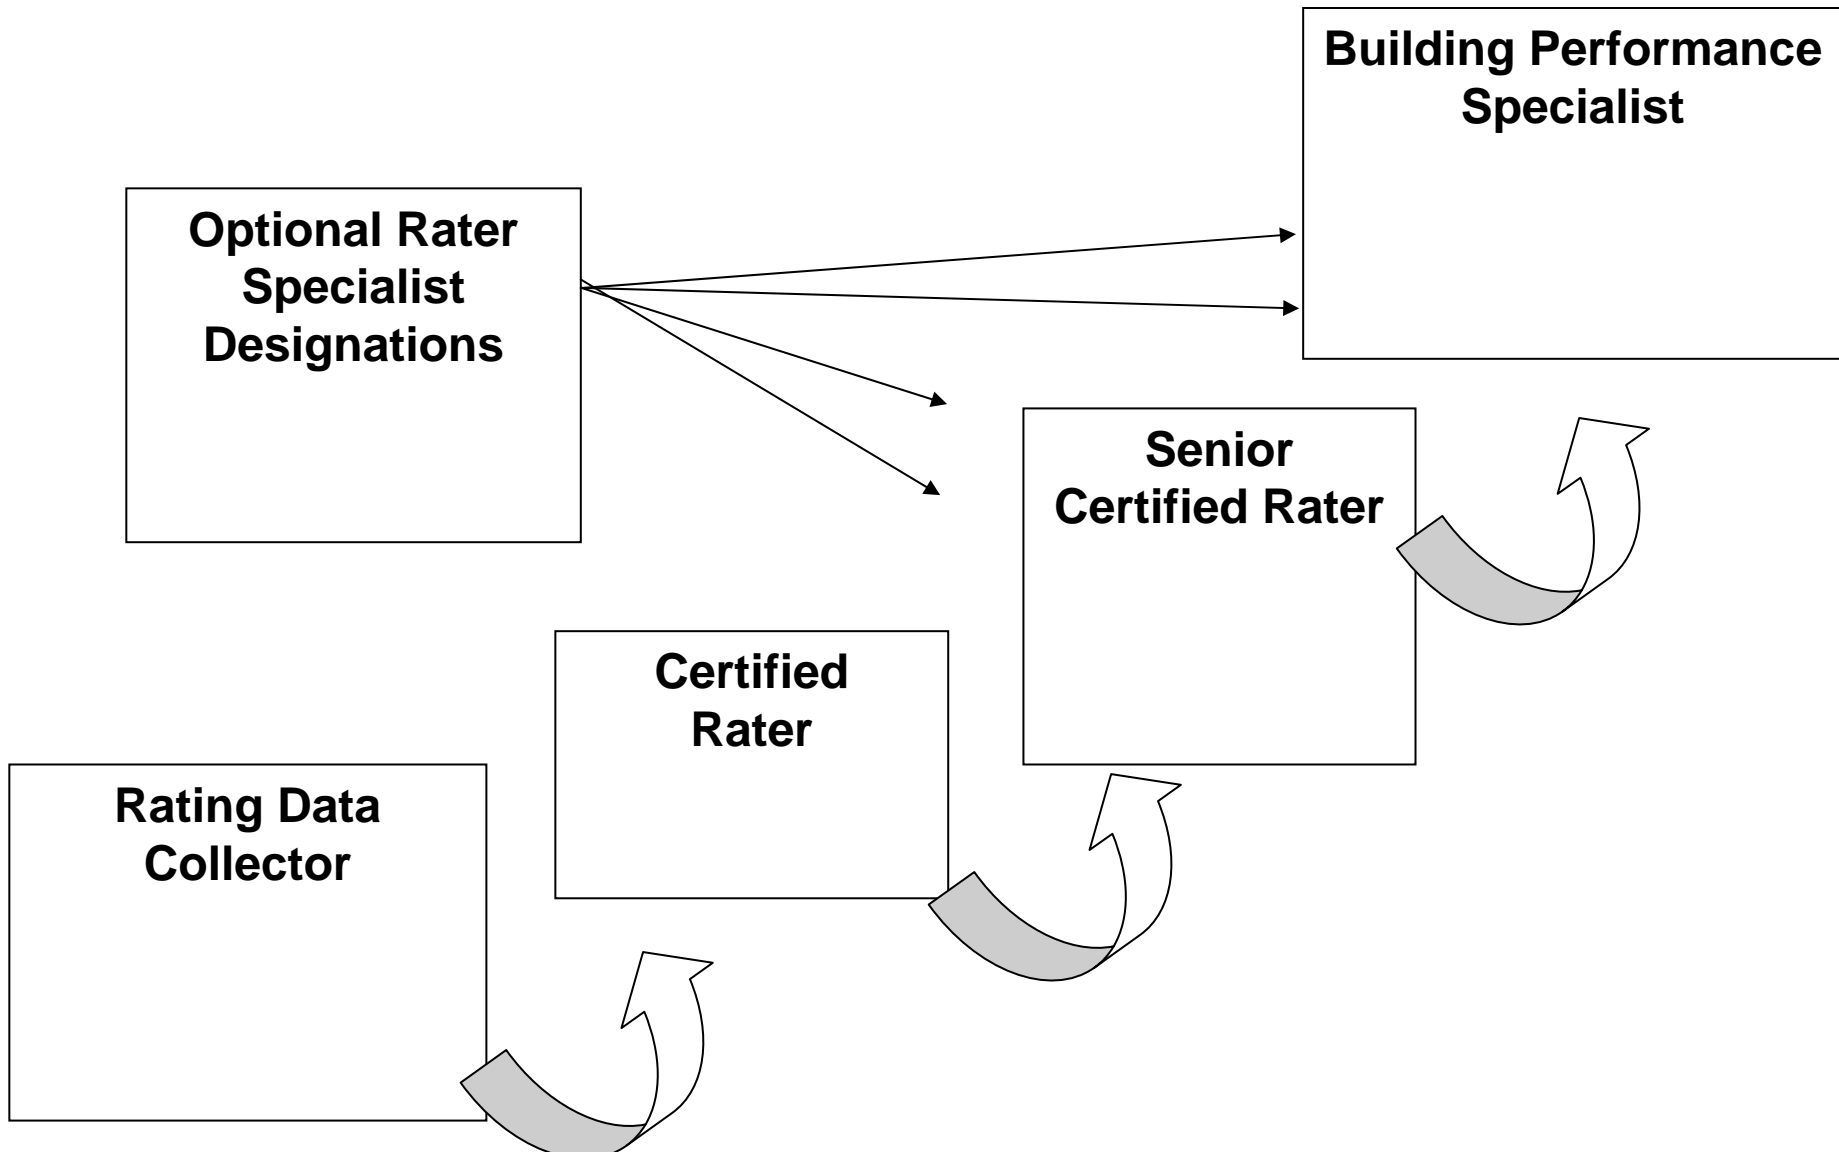 Building Performance
Specialist
Optional Rater
Specialist
Designations
Senior
Certified Rater
Certified
Rater
Rating Data
Collector